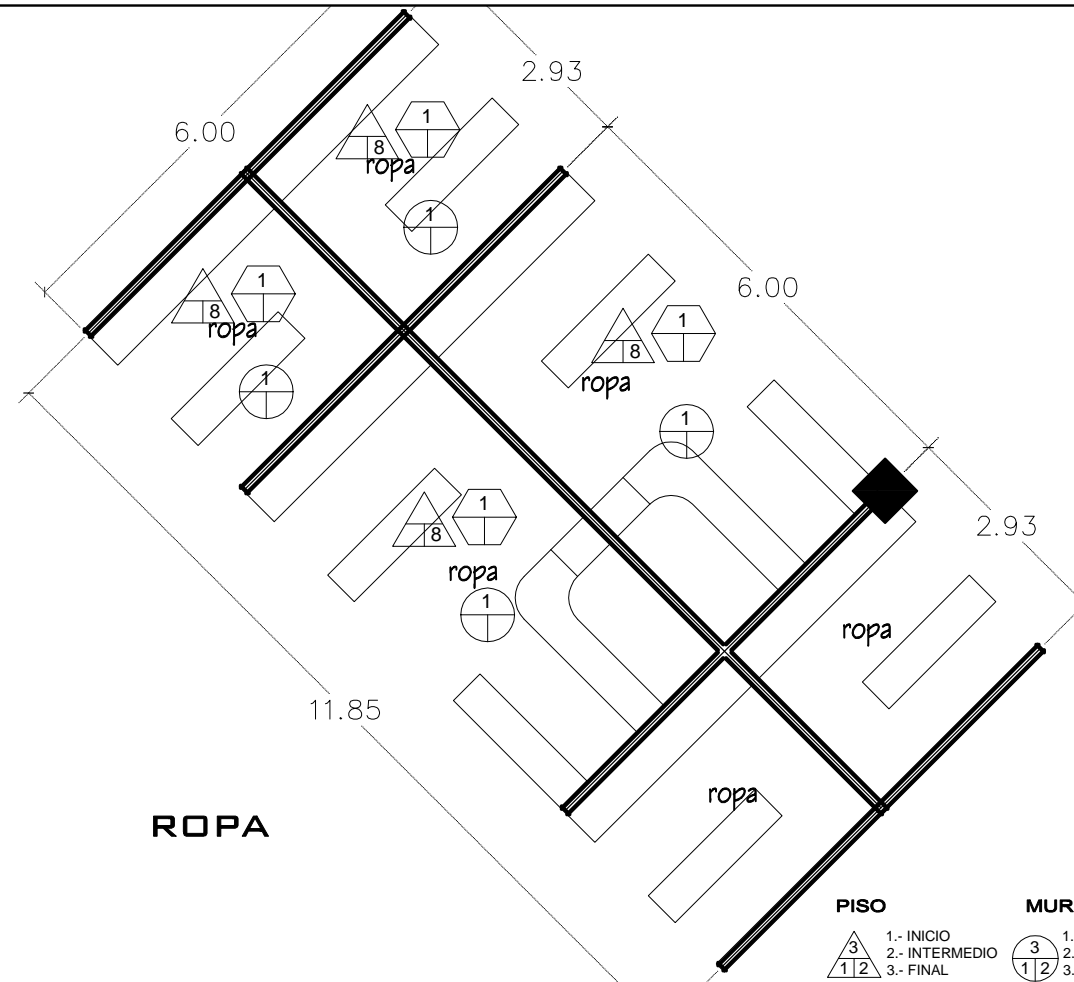 2.93
6.00
1
8
ropa
1
6.00
1
8
ropa
1
1
8
ropa
1
1
8
ropa
1
2.93
ropa
11.85
ropa
ROPA
PISO
MUR
3
1 2
1.- INICIO
2.- INTERMEDIO
3.- FINAL
3
1 2
1.
2.
3.